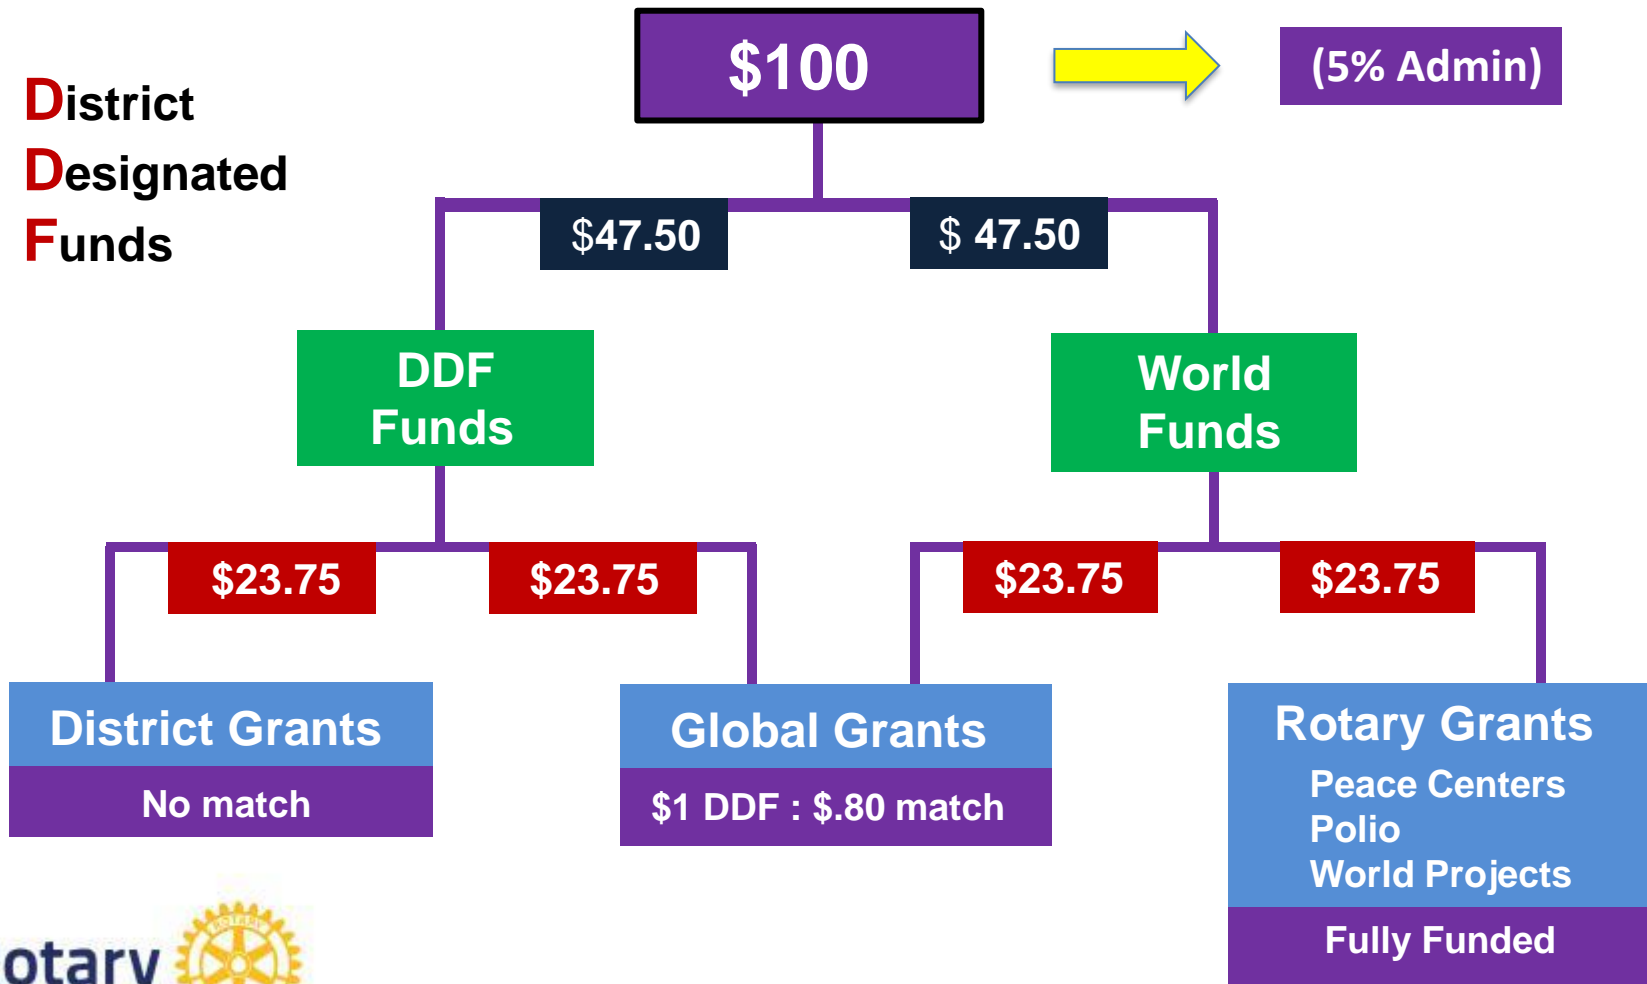 $100
(5% Admin)
District
Designated
Funds
$47.50
$ 47.50
DDF
Funds
World
Funds
$23.75
$23.75
$23.75
$23.75
District Grants
No match
Global Grants
$1 DDF : $.80 match
Rotary Grants
Peace Centers
Polio
World Projects
Fully Funded
otary
ROTARY